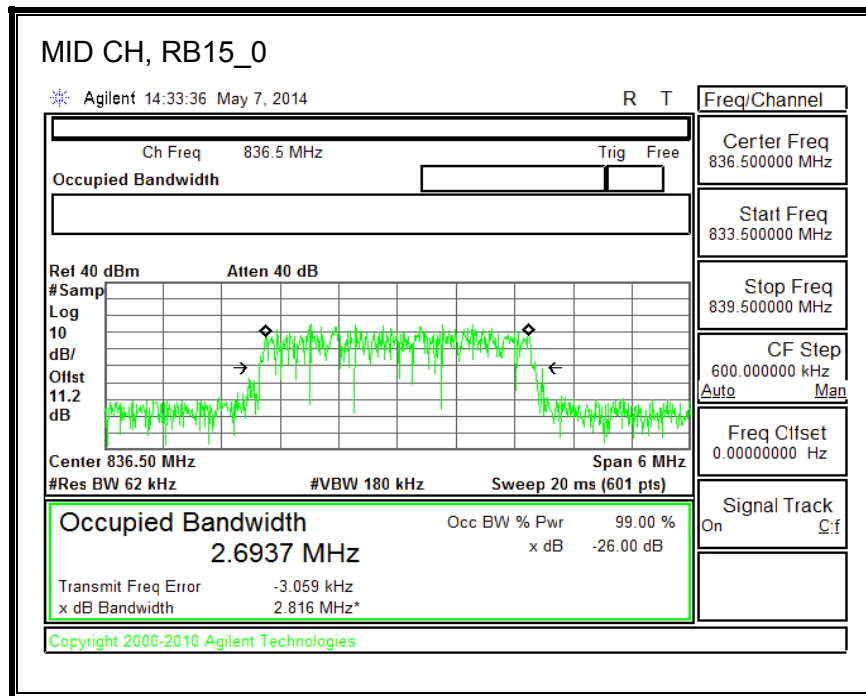 MID CH, RB15_0
Agilent 14:33:36 May 7, 2014 R T
Freq/Channel
Ch Freq 836.5 MHz Trig Free
Occupied Bandwidth
Center Freq
836.500000 MHz
Start Freq
833.500000 MHz
Stop Freq
839.500000 MHz
CF Step
600.000000 kHz
Auto Man
Freq Offset
0.00000000 Hz
Signal Track
On Off
Ref 40 dBm Atten 40 dB
#Samp
Log
10
dB/
Offst
11.2
dB
Center 836.50 MHz Span 6 MHz
#Res BW 62 kHz #VBW 180 kHz Sweep 20 ms (601 pts)
Occupied Bandwidth
2.6937 MHz
Occ BW % Pwr 99.00 %
x dB -26.00 dB
Transmit Freq Error -3.059 kHz
x dB Bandwidth 2.816 MHz*
Copyright 2000-2010 Agilent Technologies